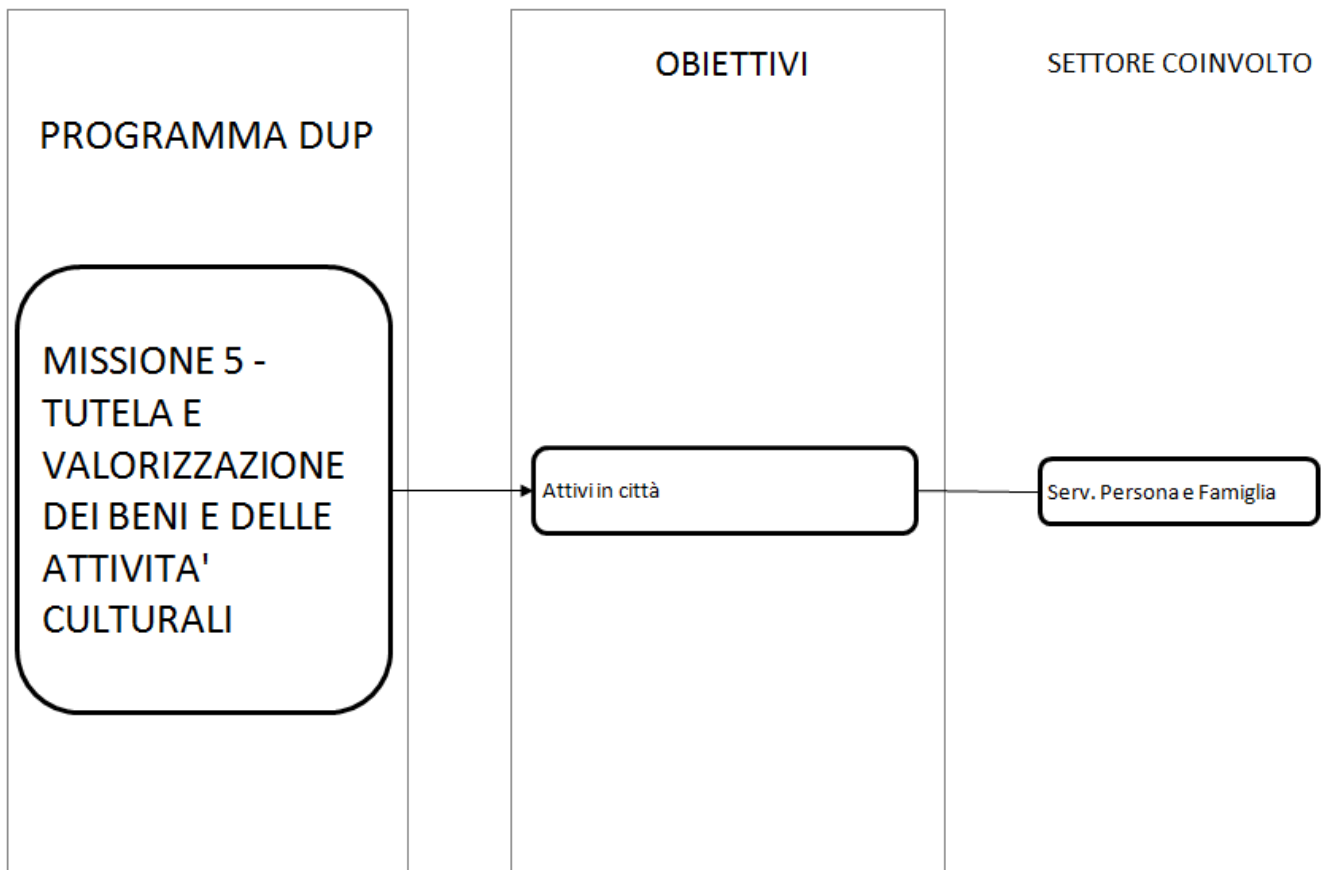 PROGRAMMA DUP
MISSIONE 5 -
TUTELA E
VALORIZZAZIONE
DEI BENI E DELLE
ATTIVITA'
CULTURALI
OBIETTIVI
Attivi in città
SETTORE COINVOLTO
Serv. Persona e Famiglia